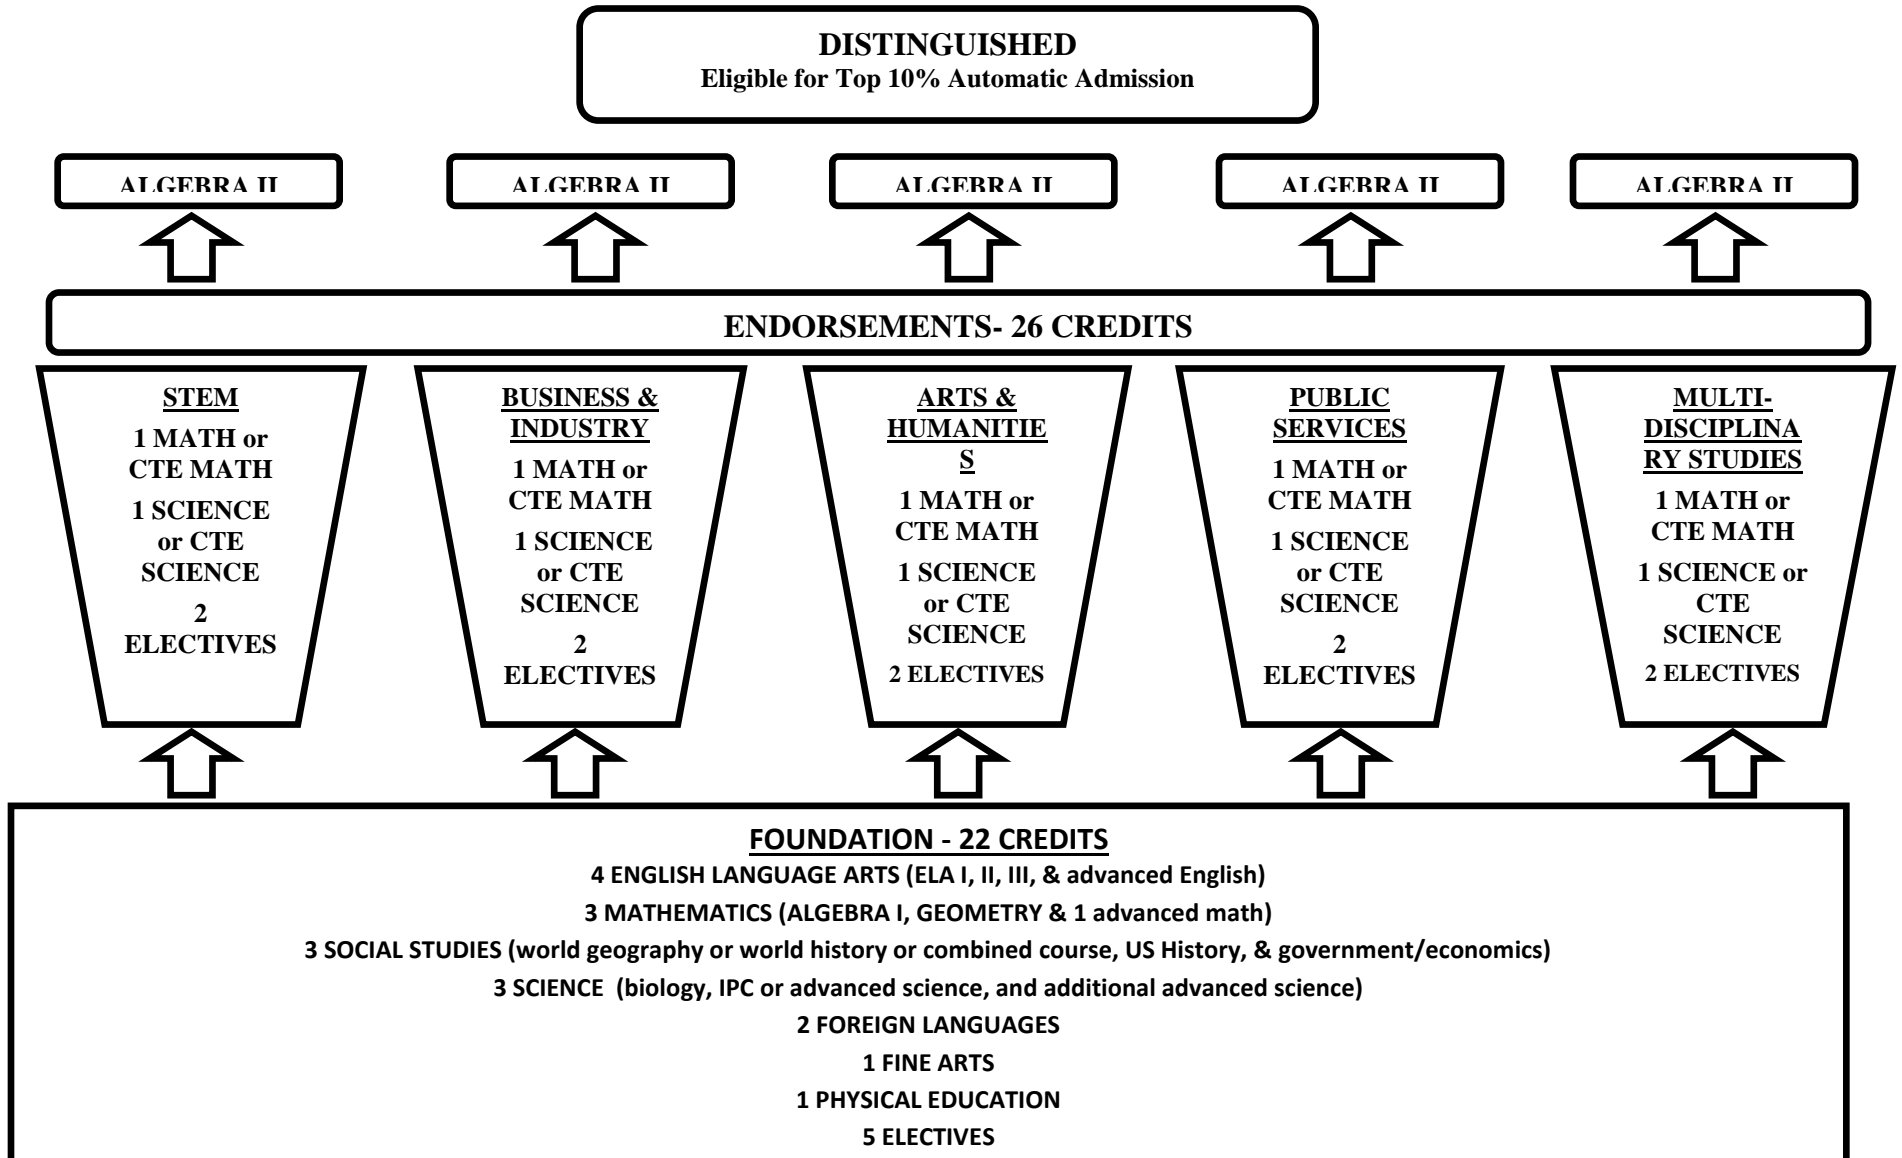 DISTINGUISHED
Eligible for Top 10% Automatic Admission
ALGEBRA II
ALGEBRA II
ALGEBRA II
ALGEBRA II
ALGEBRA II
ENDORSEMENTS- 26 CREDITS
STEM
1 MATH or
CTE MATH
1 SCIENCE
or CTE
SCIENCE
2
ELECTIVES
BUSINESS &
INDUSTRY
1 MATH or
CTE MATH
1 SCIENCE
or CTE
SCIENCE
2
ELECTIVES
ARTS &
HUMANITIE
S
1 MATH or
CTE MATH
1 SCIENCE
or CTE
SCIENCE
2 ELECTIVES
PUBLIC
SERVICES
1 MATH or
CTE MATH
1 SCIENCE
or CTE
SCIENCE
2
ELECTIVES
MULTI-
DISCIPLINA
RY STUDIES
1 MATH or
CTE MATH
1 SCIENCE or
CTE
SCIENCE
2 ELECTIVES
FOUNDATION - 22 CREDITS
4 ENGLISH LANGUAGE ARTS (ELA I, II, III, & advanced English)
3 MATHEMATICS (ALGEBRA I, GEOMETRY & 1 advanced math)
3 SOCIAL STUDIES (world geography or world history or combined course, US History, & government/economics)
3 SCIENCE  (biology, IPC or advanced science, and additional advanced science)
2 FOREIGN LANGUAGES
1 FINE ARTS
1 PHYSICAL EDUCATION
5 ELECTIVES